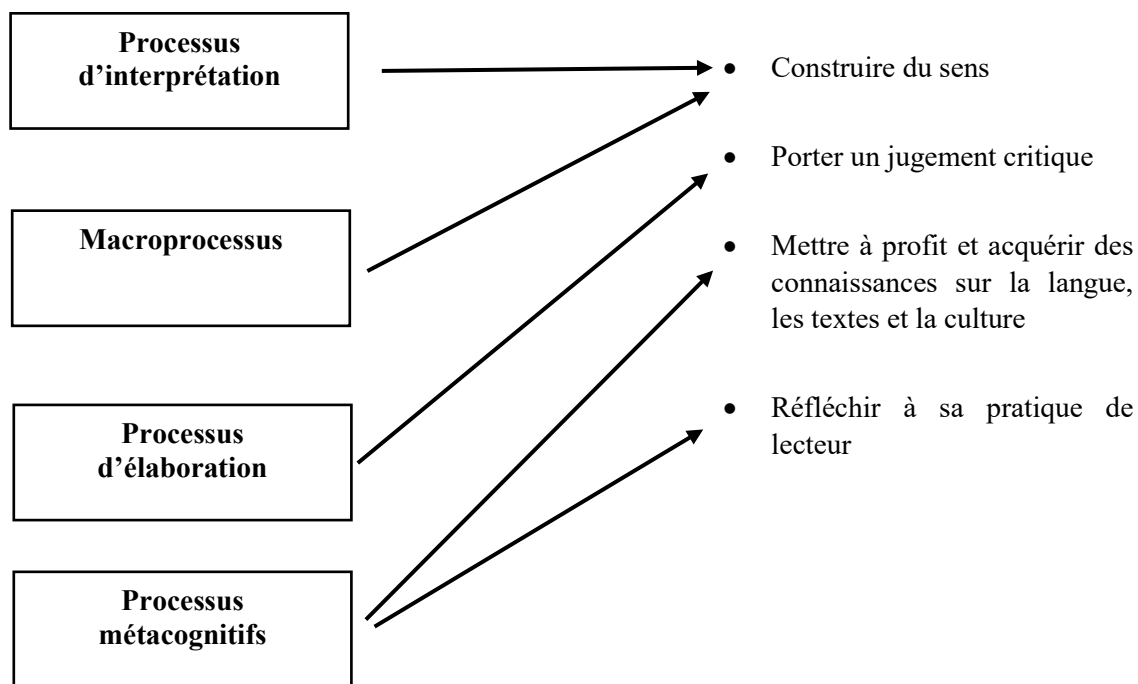 Processus
d’interprétation
Macroprocessus
Processus
d’élaboration
Processus
métacognitifs
• Construire du sens
• Porter un jugement critique
• Mettre à profit et acquérir des
connaissances sur la langue,
les textes et la culture
• Réfléchir à sa pratique de
lecteur